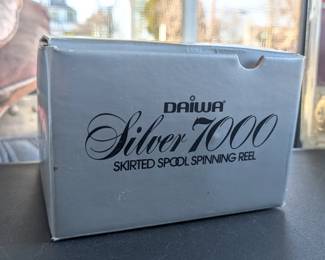 DAIWA
Silver 7000
SKIRTED SPOOL SPINNING REEL